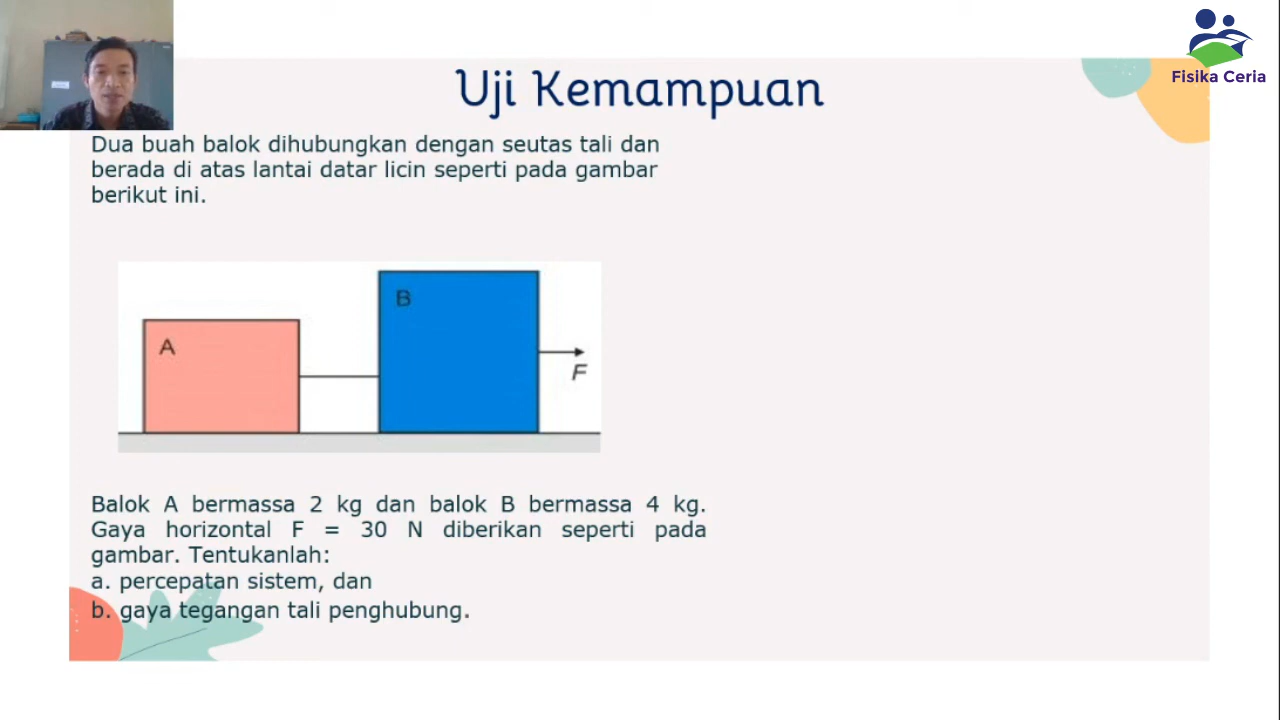 Fisika Ceria
Uji Kemampuan
Dua buah balok dihubungkan dengan seutas tali dan
berada di atas lantai datar licin seperti pada gambar
berikut ini.
B
A
F
Balok A bermassa 2 kg dan balok B bermassa 4 kg.
Gaya horizontal F = 30 N diberikan seperti pada
gambar. Tentukanlah:
a. percepatan sistem, dan
b. gaya tegangan tali penghubung.